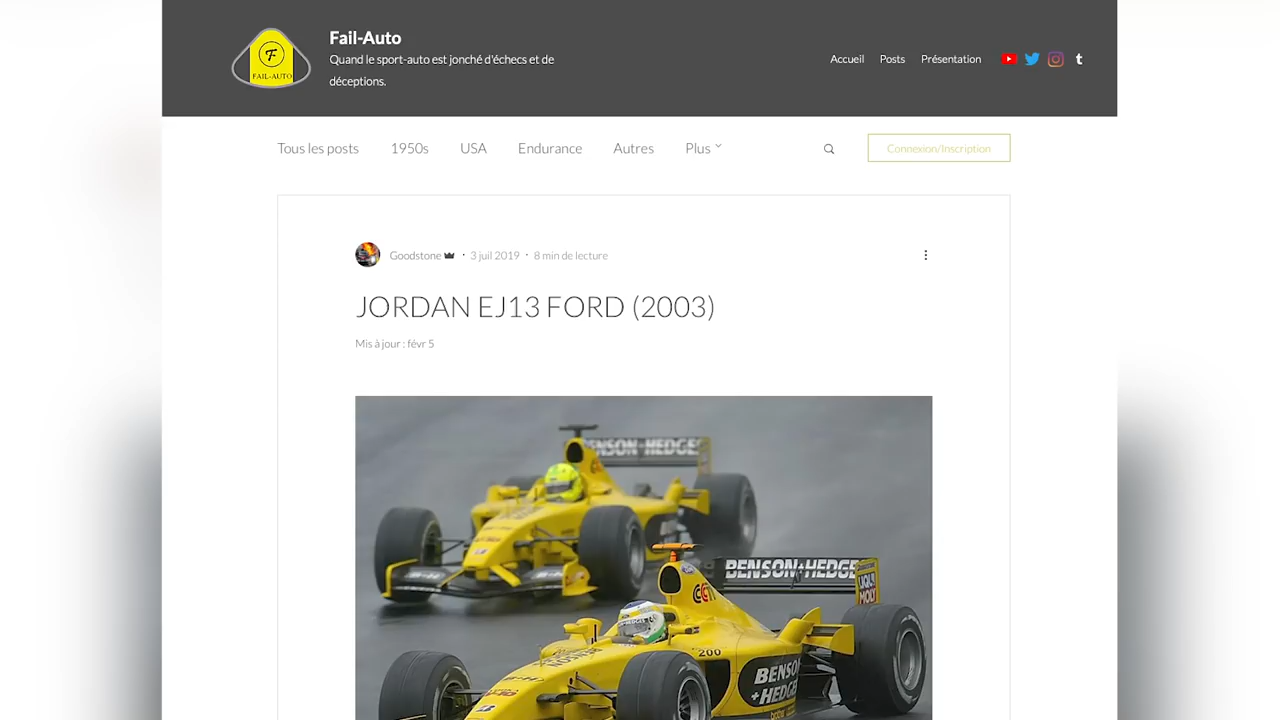 Fail-Auto
Quand le sport-auto est jonché d'échecs et de
déceptions.
F
FAIL-AUTO
Accueil Posts Présentation
Tous les posts 1950s USA Endurance Autres Plus
Connexion/Inscription
Goodstone · 3 juil 2019 · 8 min de lecture
JORDAN EJ13 FORD (2003)
Mis à jour : févr 5
BENSON+HEDGES
BENSON+HEDGES
LIQUI
MOLY
200
BENSON
+HEDGES